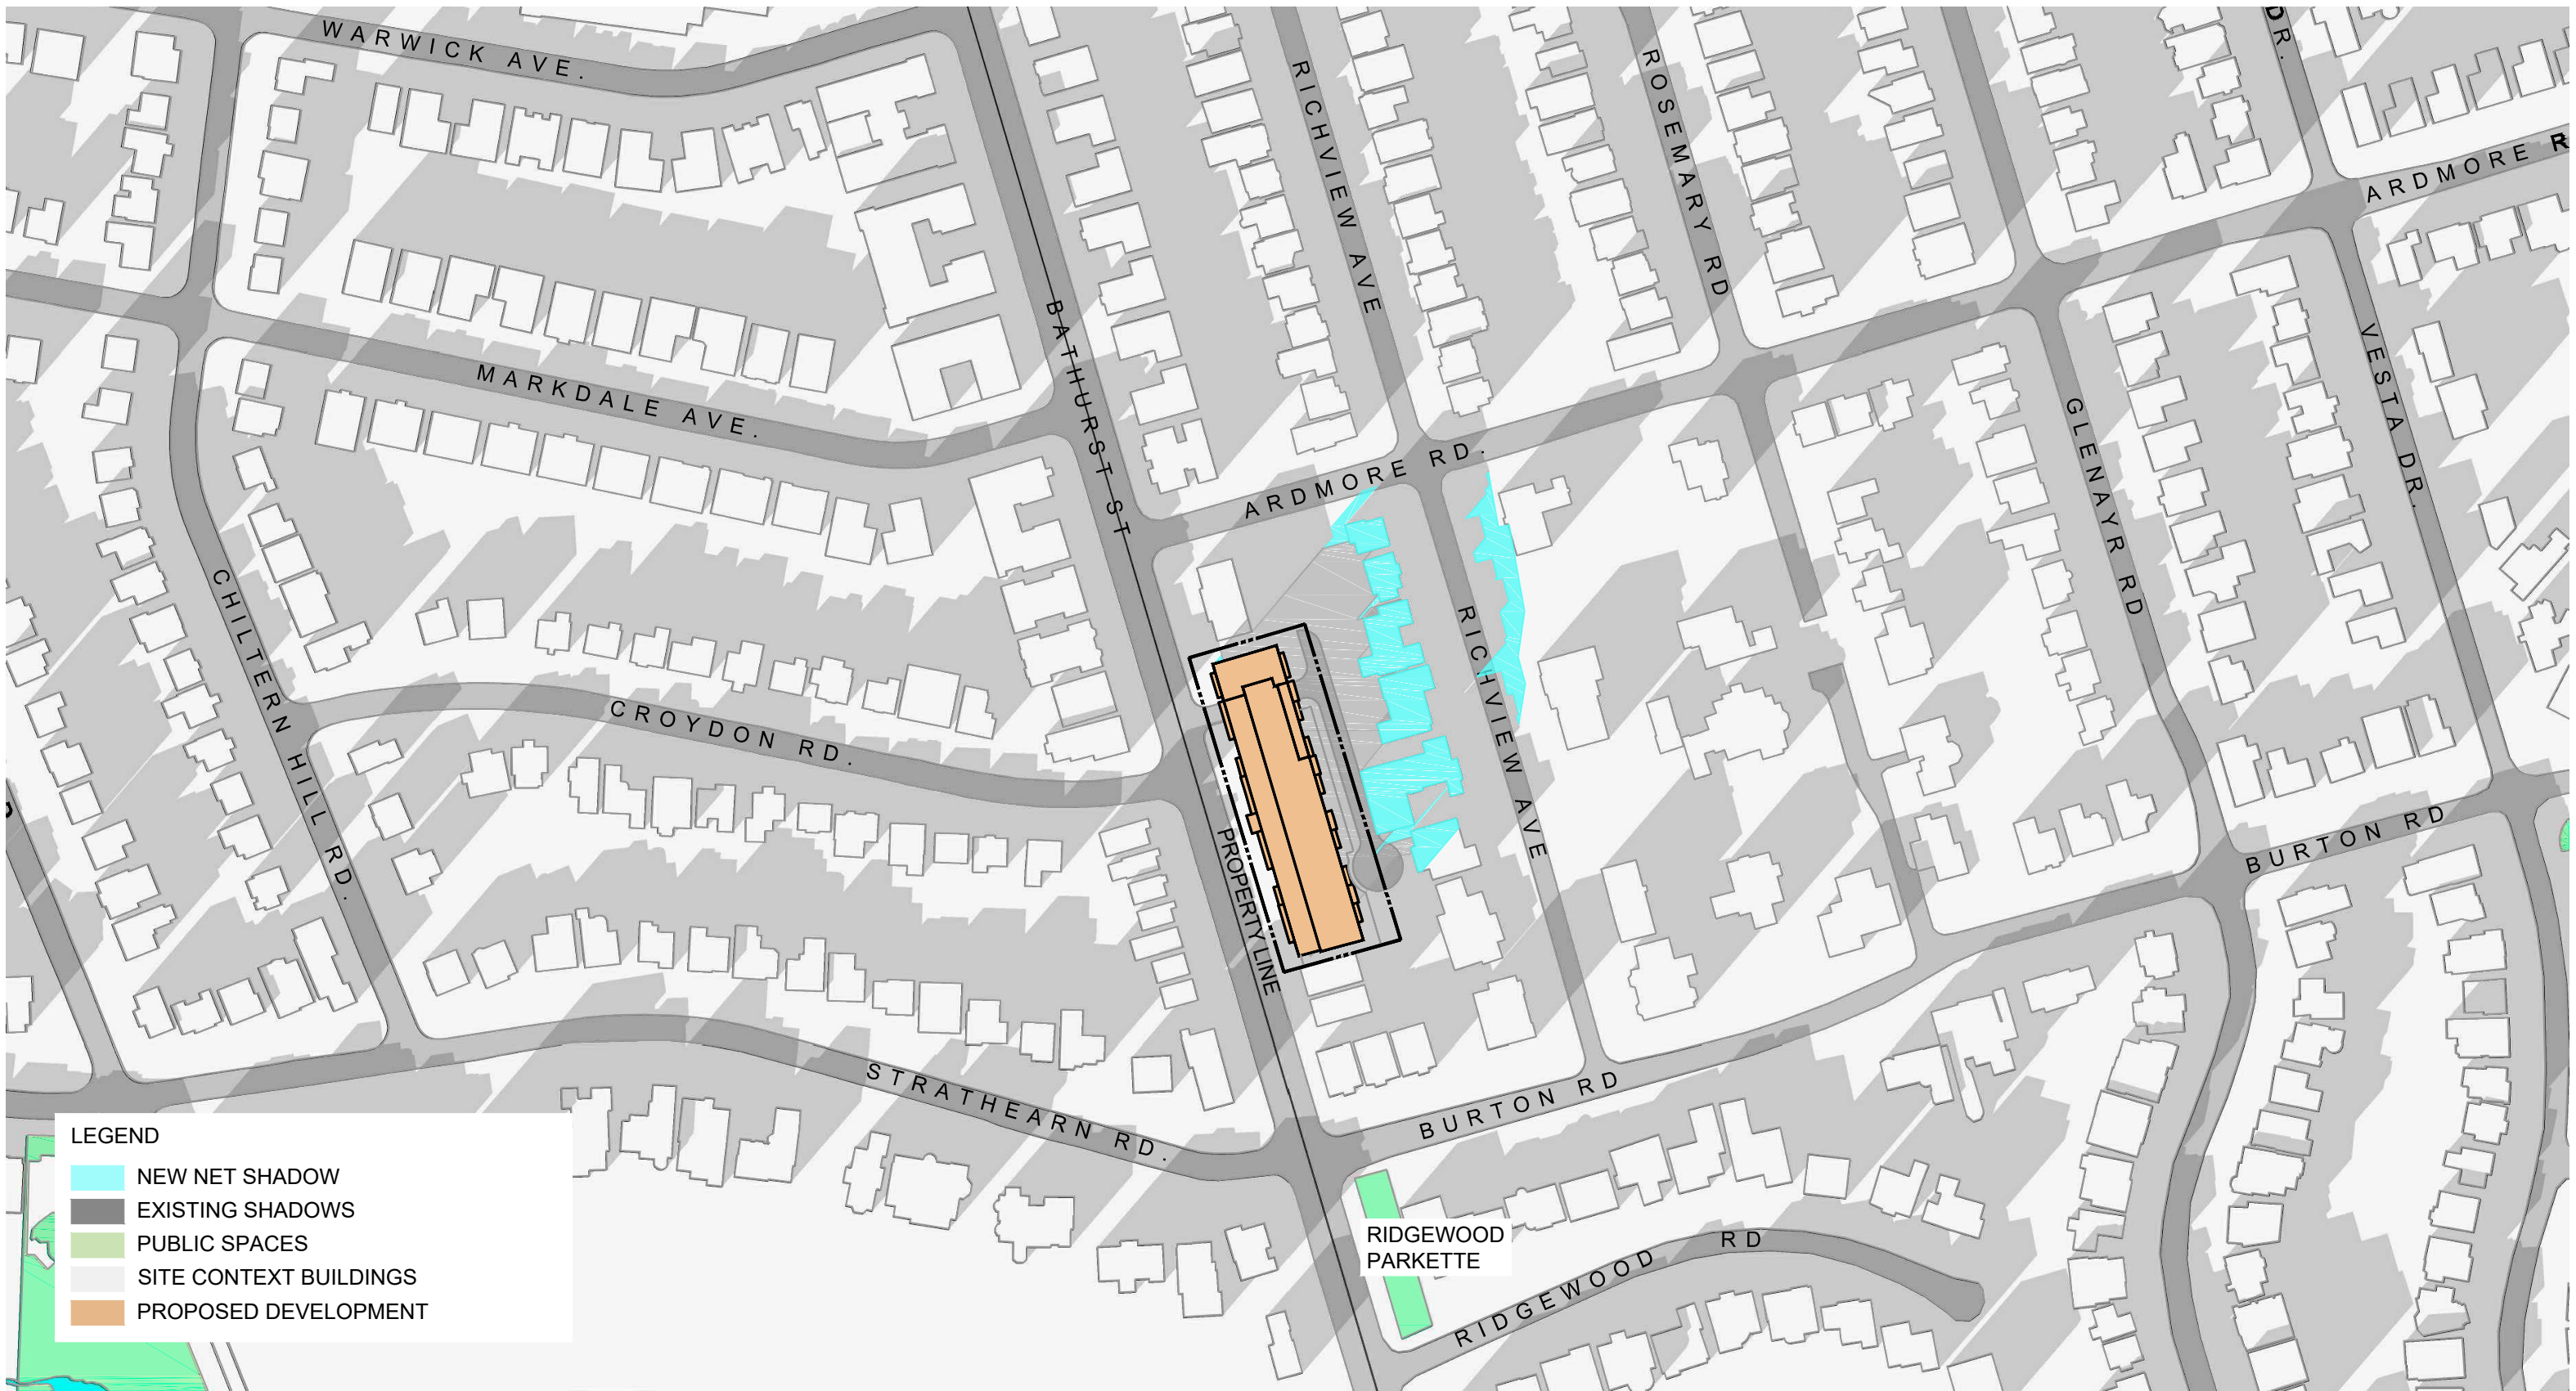 WARWICK AVE.
RICHVIEW AVE
ROSEMARY RD
DR.
ARDMORE R
BATHURST ST
MARKDALE AVE.
ARDMORE RD.
GLENAYR RD
VESTA DR.
CHILTERN HILL RD.
CROYDON RD.
RICHVIEW AVE
PROPERTY LINE
BURTON RD
STRATHEARN RD.
BURTON RD
RIDGEWOOD
PARKETTE
RIDGEWOOD RD
LEGEND
NEW NET SHADOW
EXISTING SHADOWS
PUBLIC SPACES
SITE CONTEXT BUILDINGS
PROPOSED DEVELOPMENT